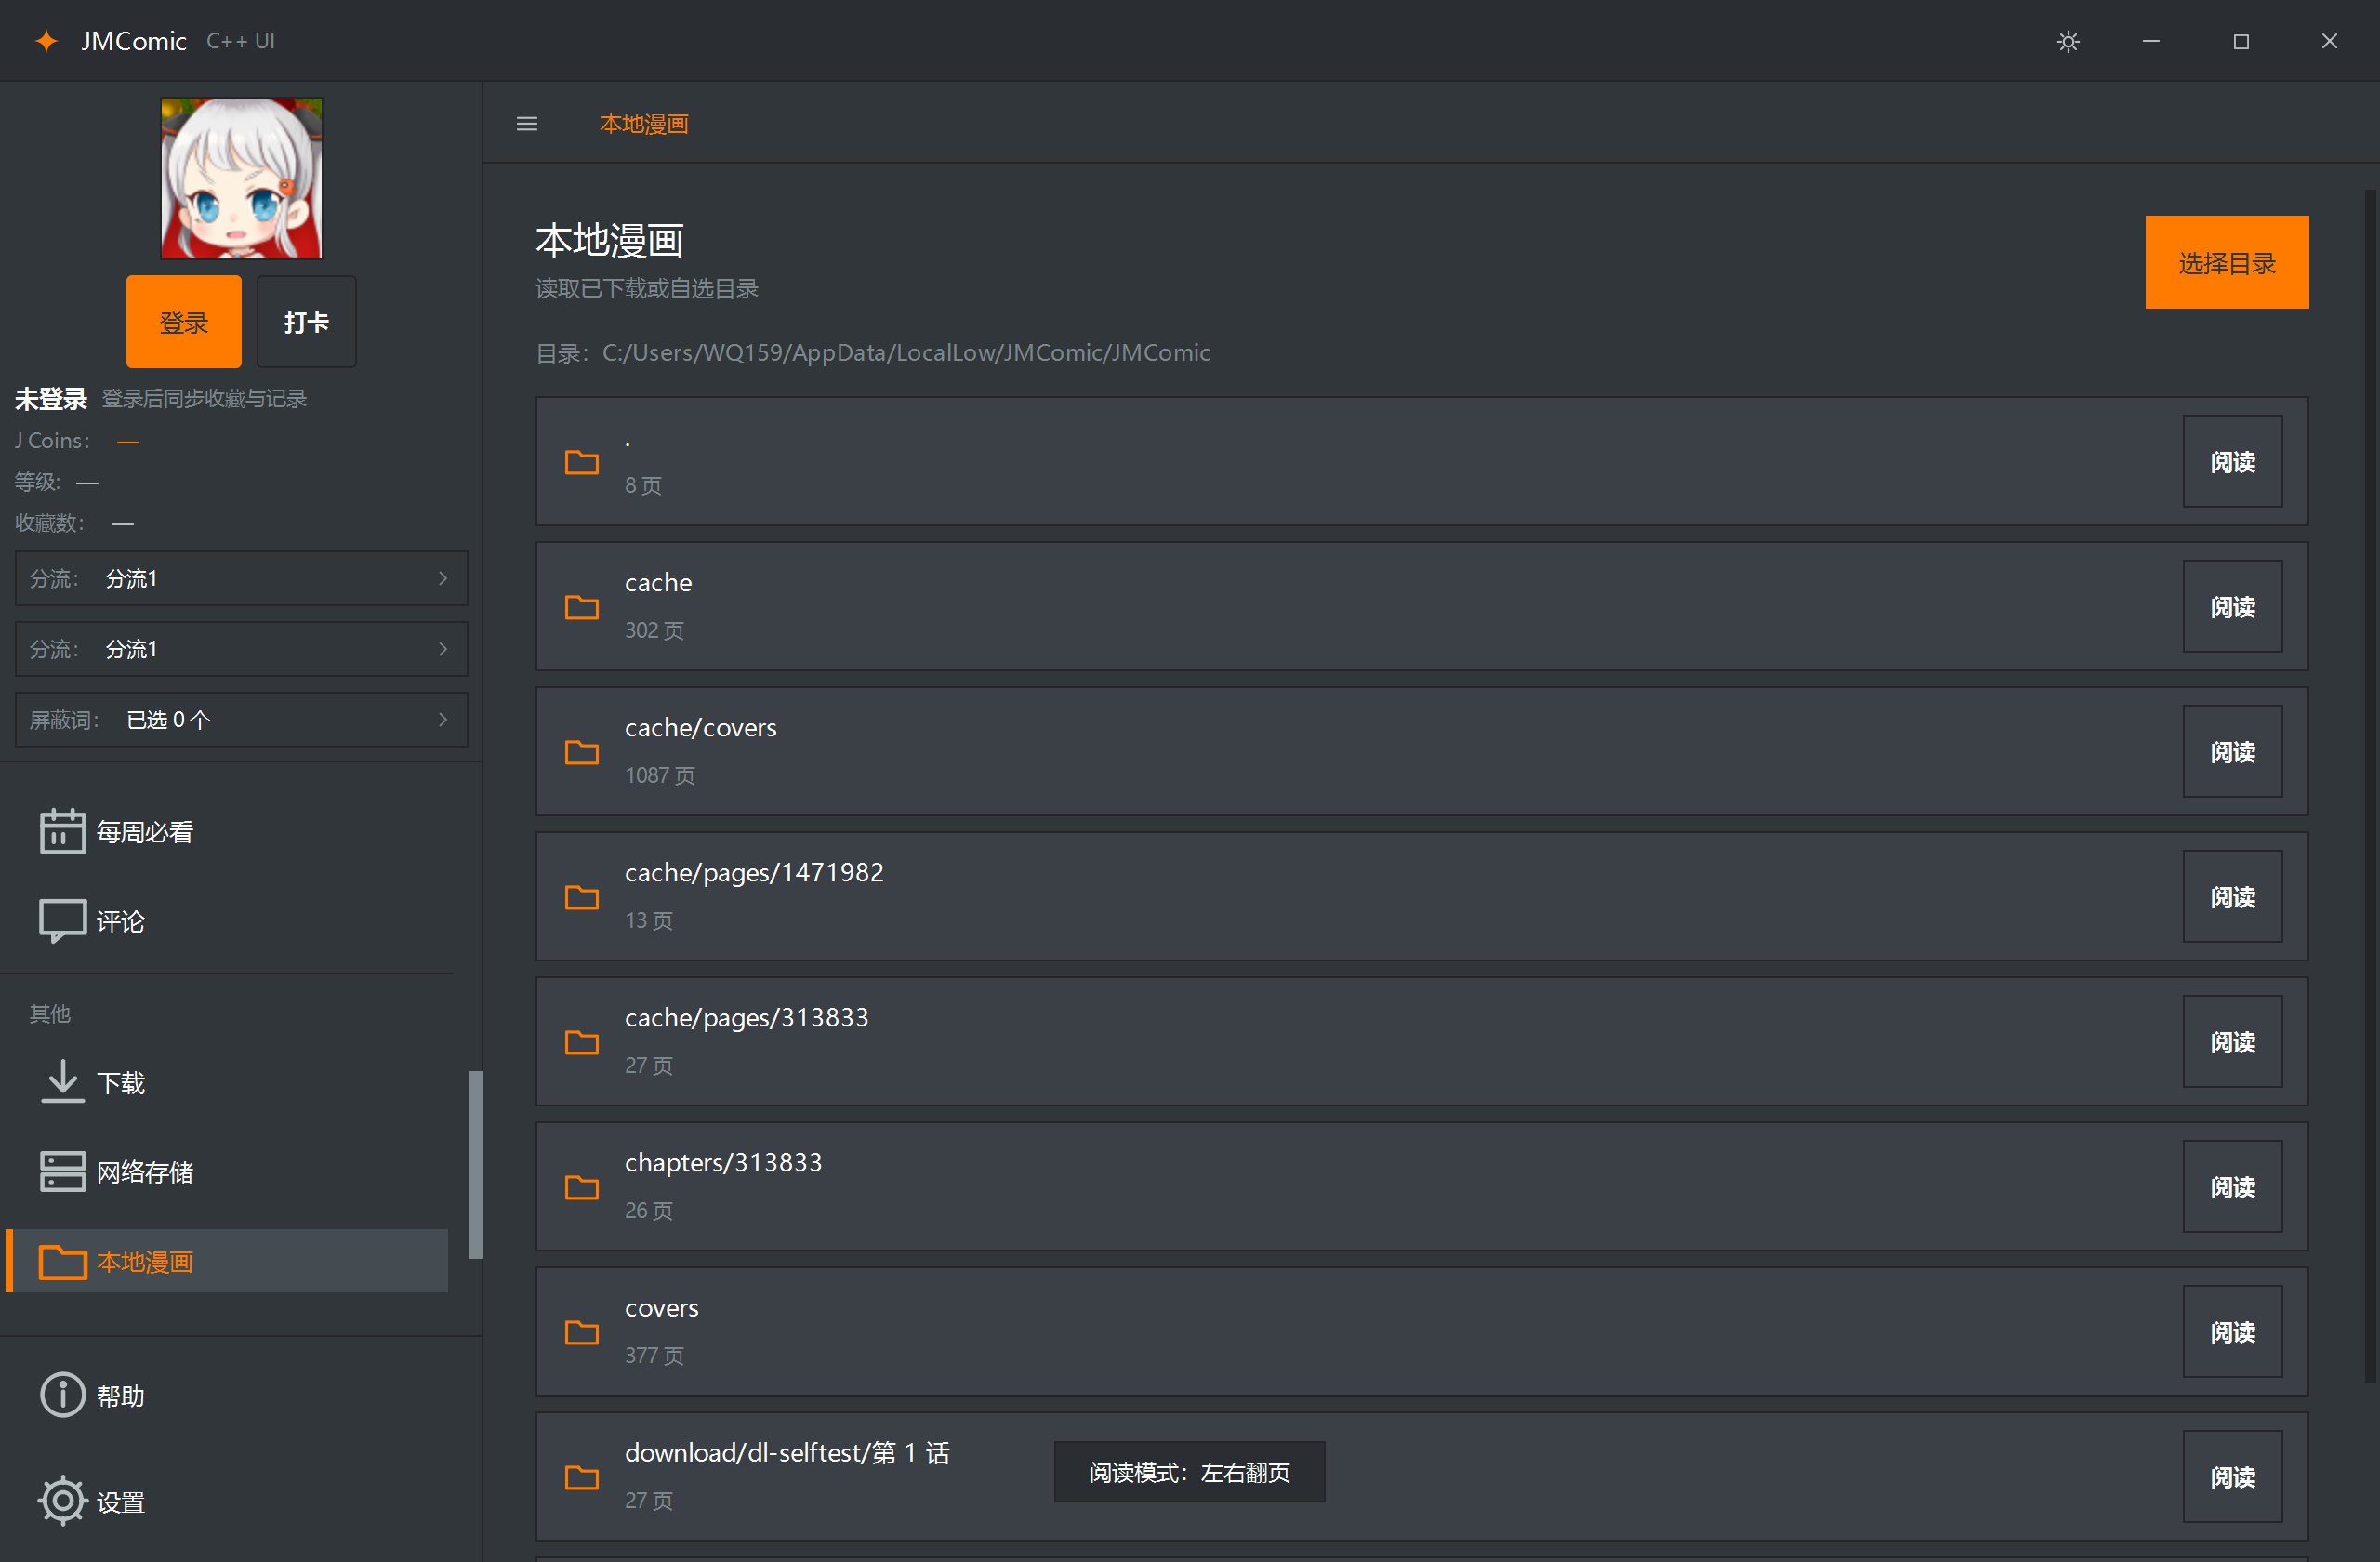 JMComic C++ UI
登录
打卡
未登录 登录后同步收藏与记录
J Coins: —
等级: —
收藏数: —
分流: 分流1
分流: 分流1
屏蔽词: 已选 0 个
每周必看
评论
其他
下载
网络存储
本地漫画
帮助
设置
本地漫画
本地漫画
读取已下载或自选目录
选择目录
目录: C:/Users/WQ159/AppData/LocalLow/JMComic/JMComic
.
8 页
阅读
cache
302 页
阅读
cache/covers
1087 页
阅读
cache/pages/1471982
13 页
阅读
cache/pages/313833
27 页
阅读
chapters/313833
26 页
阅读
covers
377 页
阅读
download/dl-selftest/第 1 话
27 页
阅读
阅读模式: 左右翻页